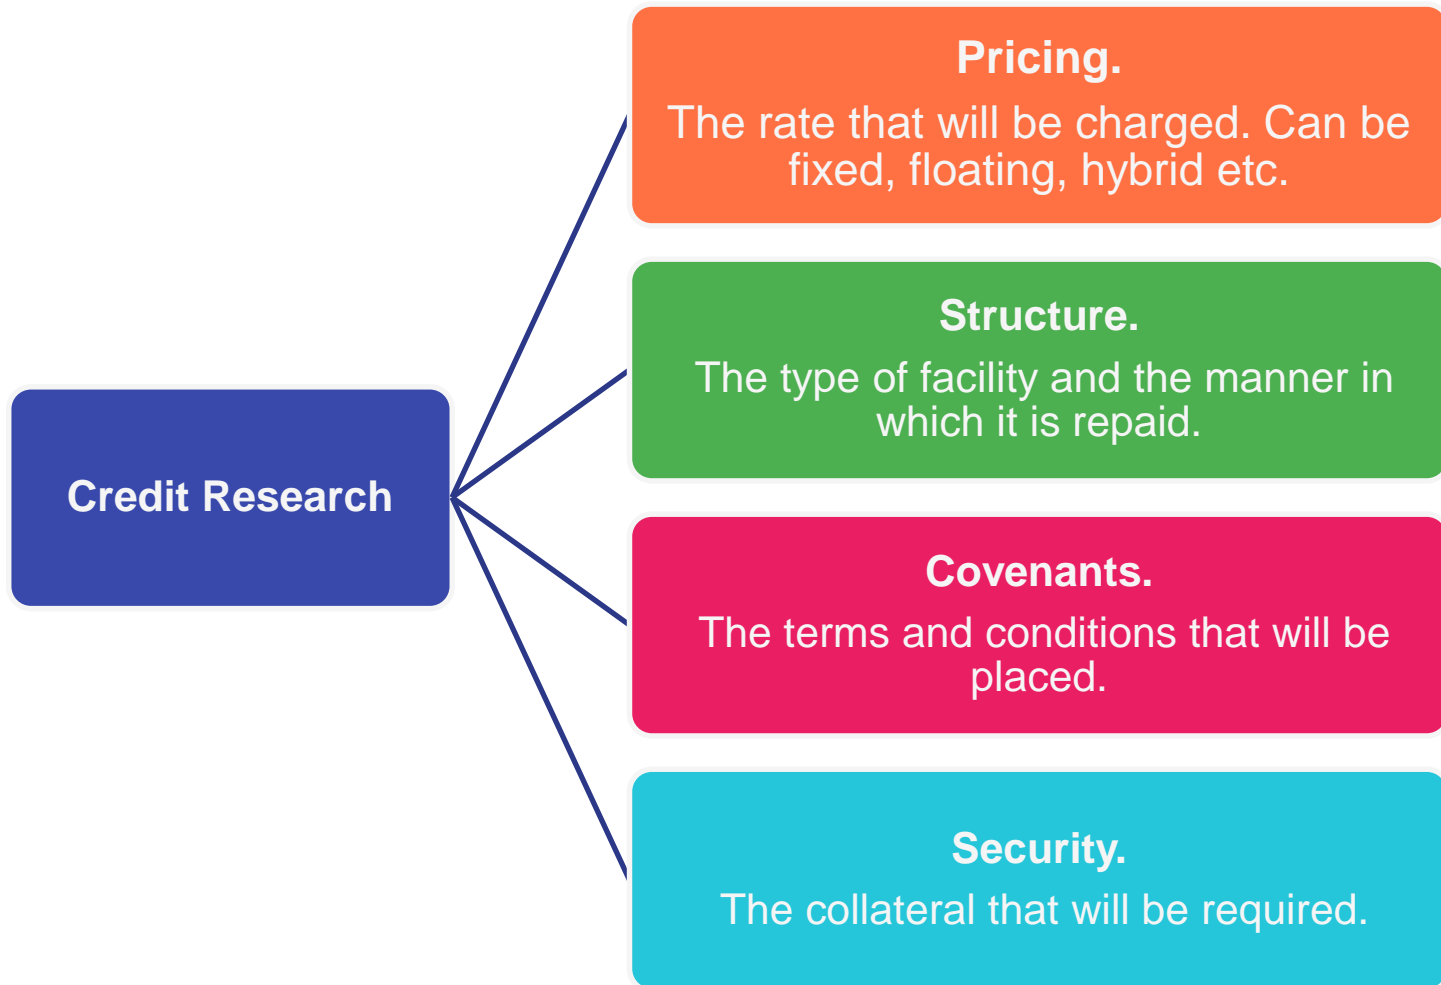 Pricing.
The rate that will be charged. Can be
fixed, floating, hybrid etc.
Structure.
The type of facility and the manner in
which it is repaid.
Credit Research
Covenants.
The terms and conditions that will be
placed.
Security.
The collateral that will be required.